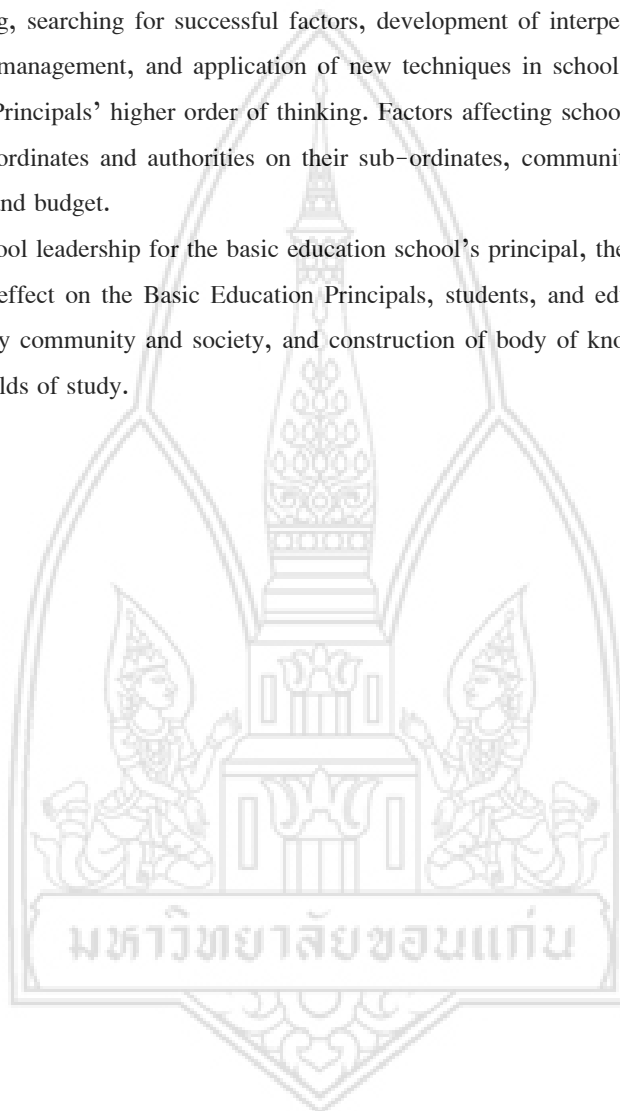 g, searching for successful factors, development of interpe
management, and application of new techniques in school
Principals' higher order of thinking. Factors affecting schoo
ordinates and authorities on their sub-ordinates, communit
nd budget.
ool leadership for the basic education school's principal, the
effect on the Basic Education Principals, students, and ed
y community and society, and construction of body of kno
lds of study.
มหาวิทยาลัยขอนแก่น